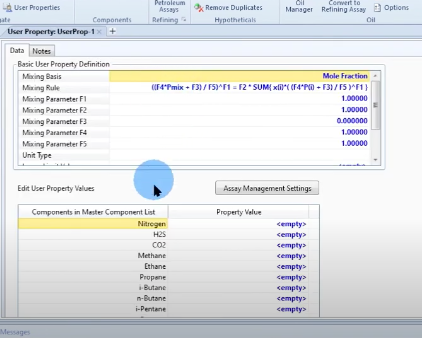 User Properties
Petroleum Assays
Remove Duplicates
Oil Manager
Convert to Refining Assay
Options
gate
Components
Refining
Hypotheticals
Oil
User Property: UserProp-1 × +
Data Notes
Basic User Property Definition
Mixing Basis Mole Fraction
Mixing Rule ((F4*Pmix + F3) / F5)^F1 = F2 * SUM( x(i)*( (F4*P(i) + F3) / F5 )^F1 )
Mixing Parameter F1 1.00000
Mixing Parameter F2 1.00000
Mixing Parameter F3 0.000000
Mixing Parameter F4 1.00000
Mixing Parameter F5 1.00000
Unit Type
Edit User Property Values
Assay Management Settings
Components in Master Component List Property Value
Nitrogen <empty>
H2S <empty>
CO2 <empty>
Methane <empty>
Ethane <empty>
Propane <empty>
i-Butane <empty>
n-Butane <empty>
i-Pentane <empty>
Messages